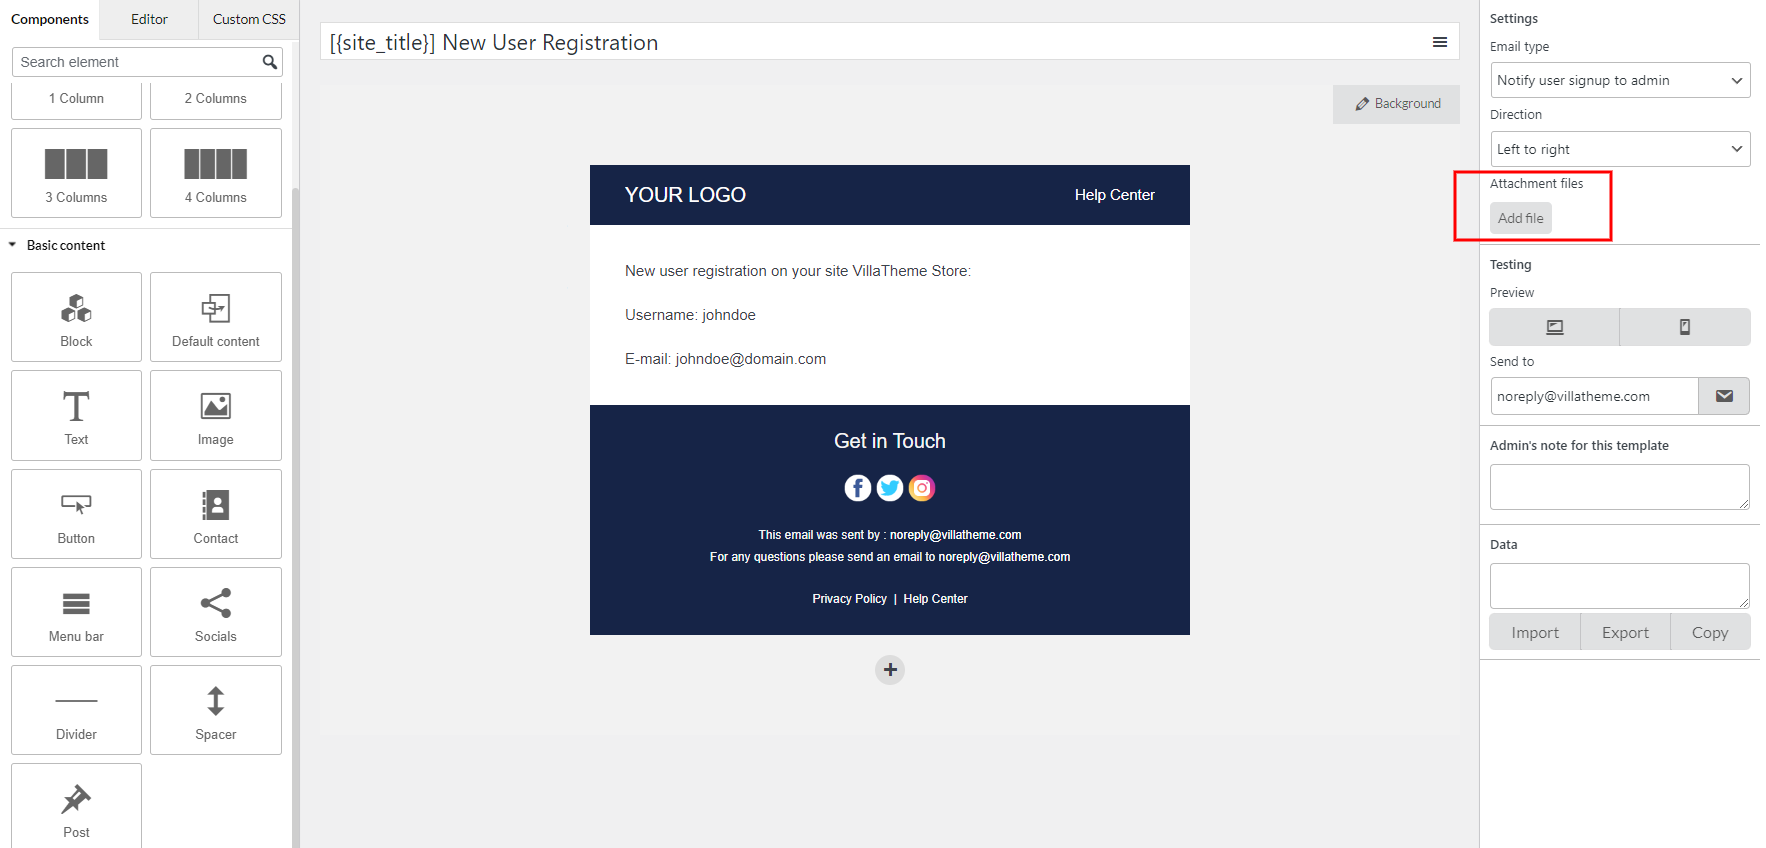 Components
Editor
Custom CSS
Search element
1 Column
2 Columns
3 Columns
4 Columns
Basic content
Block
Default content
Text
Image
Button
Contact
Menu bar
Socials
Divider
Spacer
Post
[{site_title}] New User Registration
Background
YOUR LOGO
Help Center
New user registration on your site VillaTheme Store:
Username: johndoe
E-mail: johndoe@domain.com
Get in Touch
This email was sent by : noreply@villatheme.com
For any questions please send an email to noreply@villatheme.com
Privacy Policy | Help Center
Settings
Email type
Notify user signup to admin
Direction
Left to right
Attachment files
Add file
Testing
Preview
Send to
noreply@villatheme.com
Admin's note for this template
Data
Import
Export
Copy